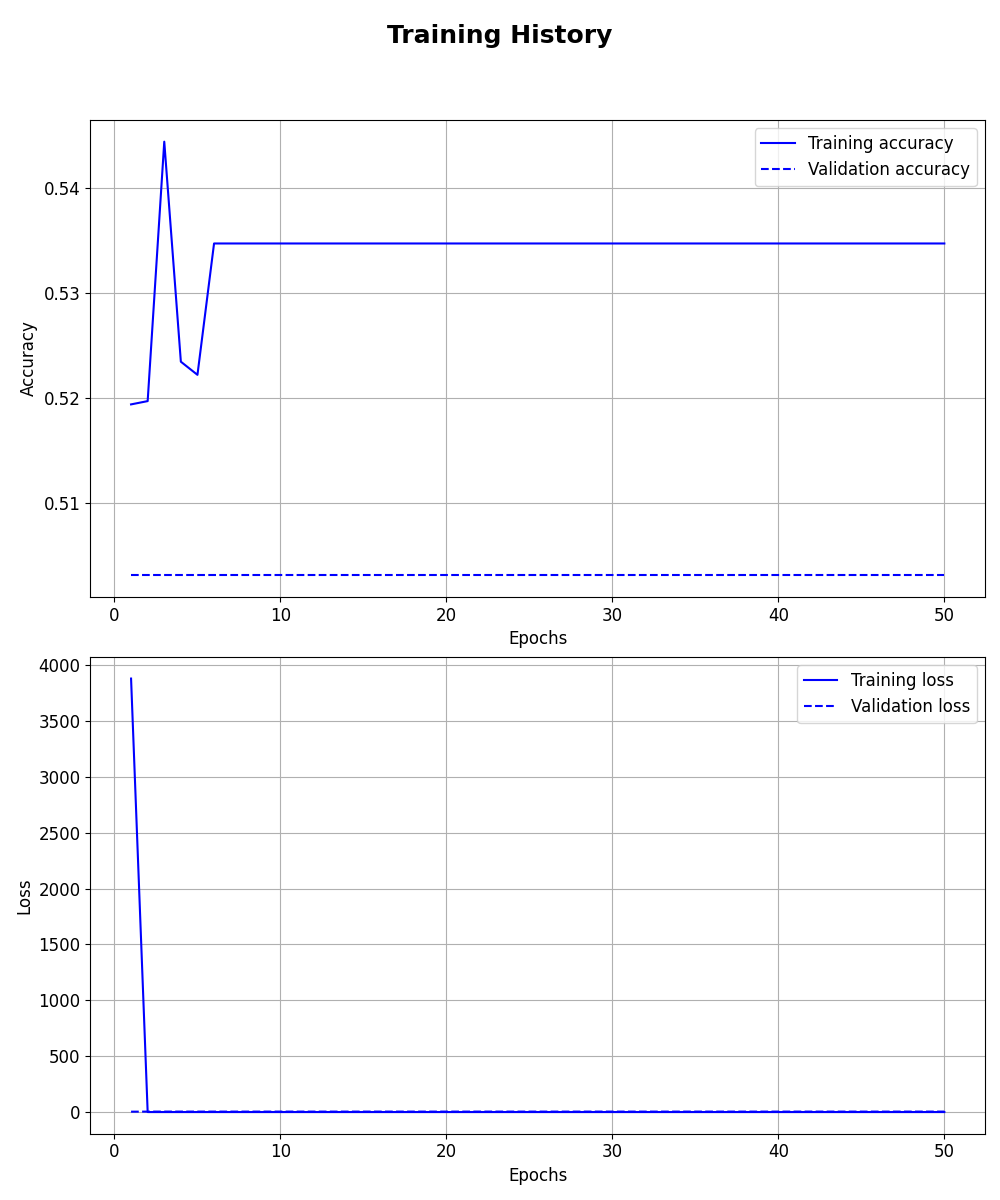 Training History
Training accuracy
Validation accuracy
0.54
0.53
0.52
0.51
Accuracy
0 10 20 30 40 50
Epochs
Training loss
Validation loss
4000
3500
3000
2500
2000
1500
1000
500
0
Loss
0 10 20 30 40 50
Epochs